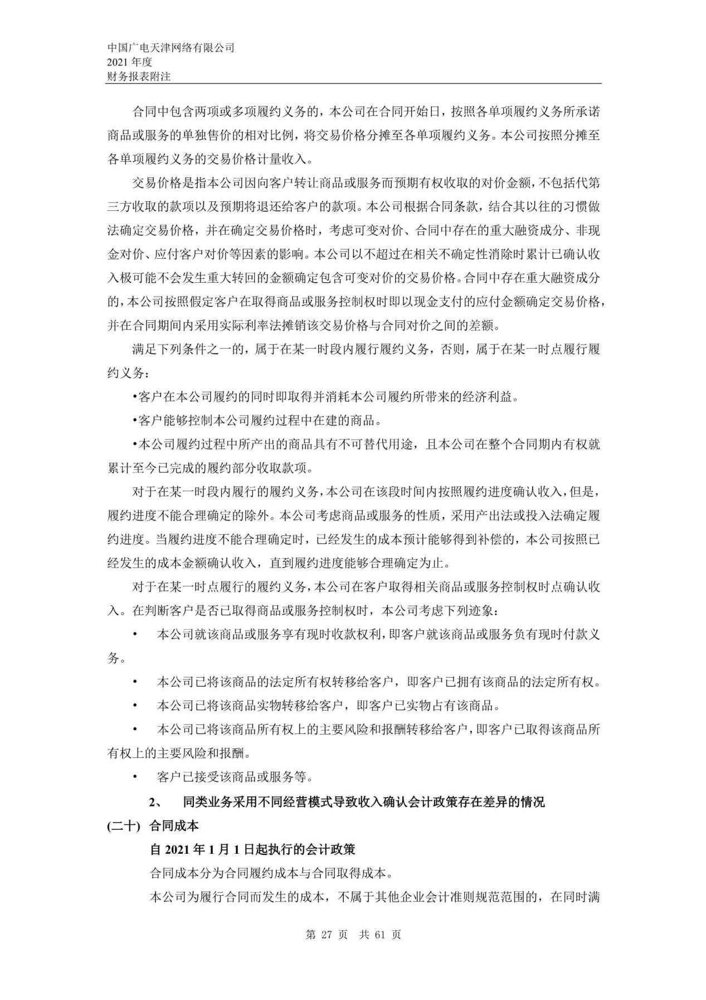 中国广电天津网络有限公司
2021 年度
财务报表附注
合同中包含两项或多项履约义务的，本公司在合同开始日，按照各单项履约义务所承诺
商品或服务的单独售价的相对比例，将交易价格分摊至各单项履约义务。本公司按照分摊至
各单项履约义务的交易价格计量收入。
交易价格是指本公司因向客户转让商品或服务而预期有权收取的对价金额，不包括代第
三方收取的款项以及预期将退还给客户的款项。本公司根据合同条款，结合其以往的习惯做
法确定交易价格，并在确定交易价格时，考虑可变对价、合同中存在的重大融资成分、非现
金对价、应付客户对价等因素的影响。本公司以不超过在相关不确定性消除时累计已确认收
入极可能不会发生重大转回的金额确定包含可变对价的交易价格。合同中存在重大融资成分
的，本公司按照假定客户在取得商品或服务控制权时即以现金支付的应付金额确定交易价格，
并在合同期间内采用实际利率法摊销该交易价格与合同对价之间的差额。
满足下列条件之一的，属于在某一时段内履行履约义务，否则，属于在某一时点履行履
约义务：
•客户在本公司履约的同时即取得并消耗本公司履约所带来的经济利益。
•客户能够控制本公司履约过程中在建的商品。
•本公司履约过程中所产出的商品具有不可替代用途，且本公司在整个合同期内有权就
累计至今已完成的履约部分收取款项。
对于在某一时段内履行的履约义务，本公司在该段时间内按照履约进度确认收入，但是，
履约进度不能合理确定的除外。本公司考虑商品或服务的性质，采用产出法或投入法确定履
约进度。当履约进度不能合理确定时，已经发生的成本预计能够得到补偿的，本公司按照已
经发生的成本金额确认收入，直到履约进度能够合理确定为止。
对于在某一时点履行的履约义务，本公司在客户取得相关商品或服务控制权时点确认收
入。在判断客户是否已取得商品或服务控制权时，本公司考虑下列迹象：
• 本公司就该商品或服务享有现时收款权利，即客户就该商品或服务负有现时付款义
务。
• 本公司已将该商品的法定所有权转移给客户，即客户已拥有该商品的法定所有权。
• 本公司已将该商品实物转移给客户，即客户已实物占有该商品。
• 本公司已将该商品所有权上的主要风险和报酬转移给客户，即客户已取得该商品所
有权上的主要风险和报酬。
• 客户已接受该商品或服务等。
2、 同类业务采用不同经营模式导致收入确认会计政策存在差异的情况
(二十) 合同成本
自 2021 年 1 月 1 日起执行的会计政策
合同成本分为合同履约成本与合同取得成本。
本公司为履行合同而发生的成本，不属于其他企业会计准则规范范围的，在同时满
第 27 页 共 61 页